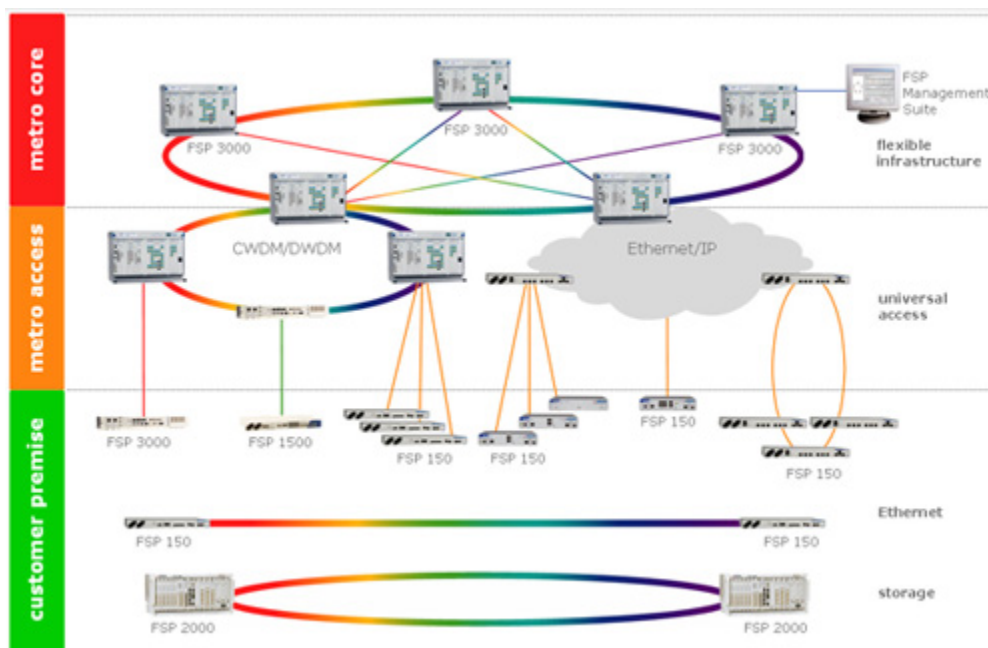 metro core
FSP 3000
FSP 3000
FSP 3000
FSP
Management
Suite
flexible
infrastructure
metro access
CWDM/DWDM
Ethernet/IP
universal
access
customer premise
FSP 3000
FSP 1500
FSP 150
FSP 150
FSP 150
FSP 150
Ethernet
FSP 150
FSP 150
storage
FSP 2000
FSP 2000